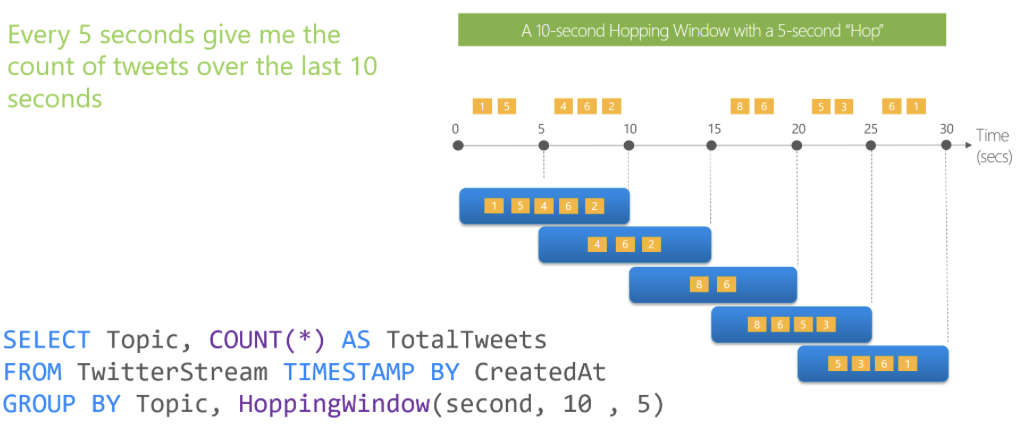 Every 5 seconds give me the
count of tweets over the last 10
seconds
A 10-second Hopping Window with a 5-second “Hop”
1 5 4 6 2 8 6 5 3 6 1
0 5 10 15 20 25 30 Time
(secs)
1 5 4 6 2
4 6 2
8 6
8 6 5 3
5 3 6 1
SELECT Topic, COUNT(*) AS TotalTweets
FROM TwitterStream TIMESTAMP BY CreatedAt
GROUP BY Topic, HoppingWindow(second, 10 , 5)